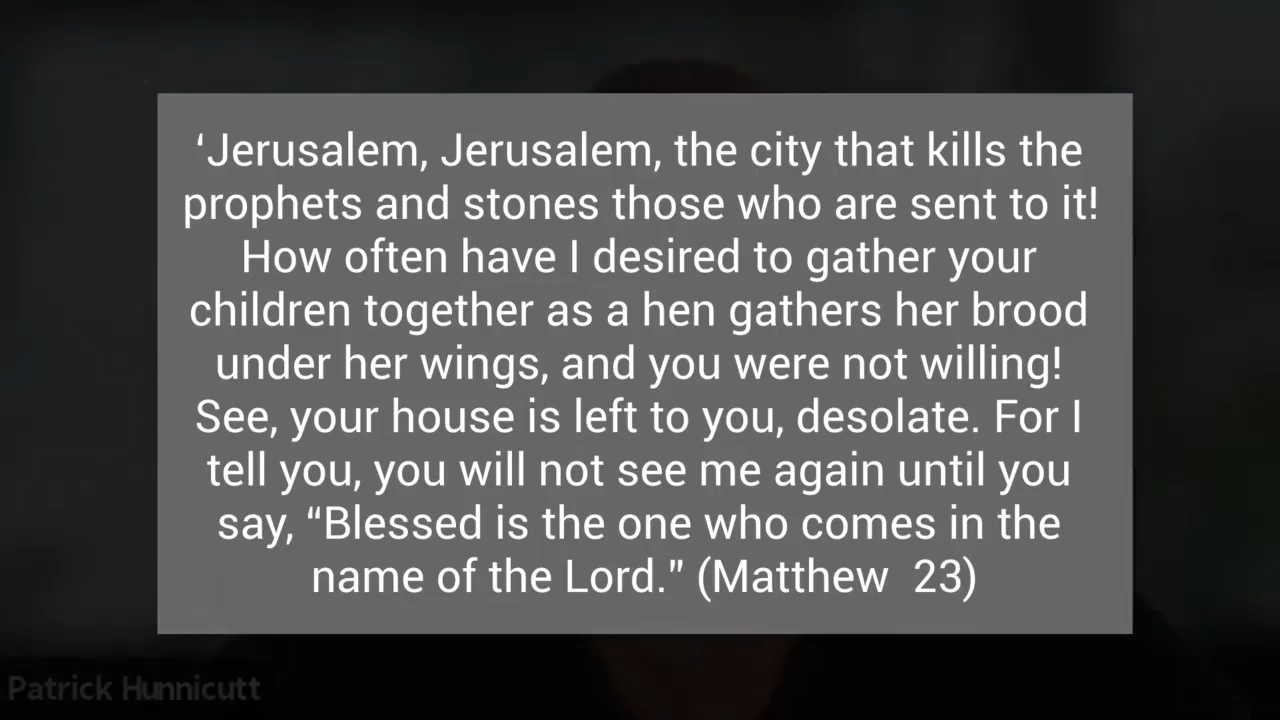 ‘Jerusalem, Jerusalem, the city that kills the
prophets and stones those who are sent to it!
How often have I desired to gather your
children together as a hen gathers her brood
under her wings, and you were not willing!
See, your house is left to you, desolate. For I
tell you, you will not see me again until you
say, “Blessed is the one who comes in the
name of the Lord.” (Matthew  23)
Patrick Hunnicutt